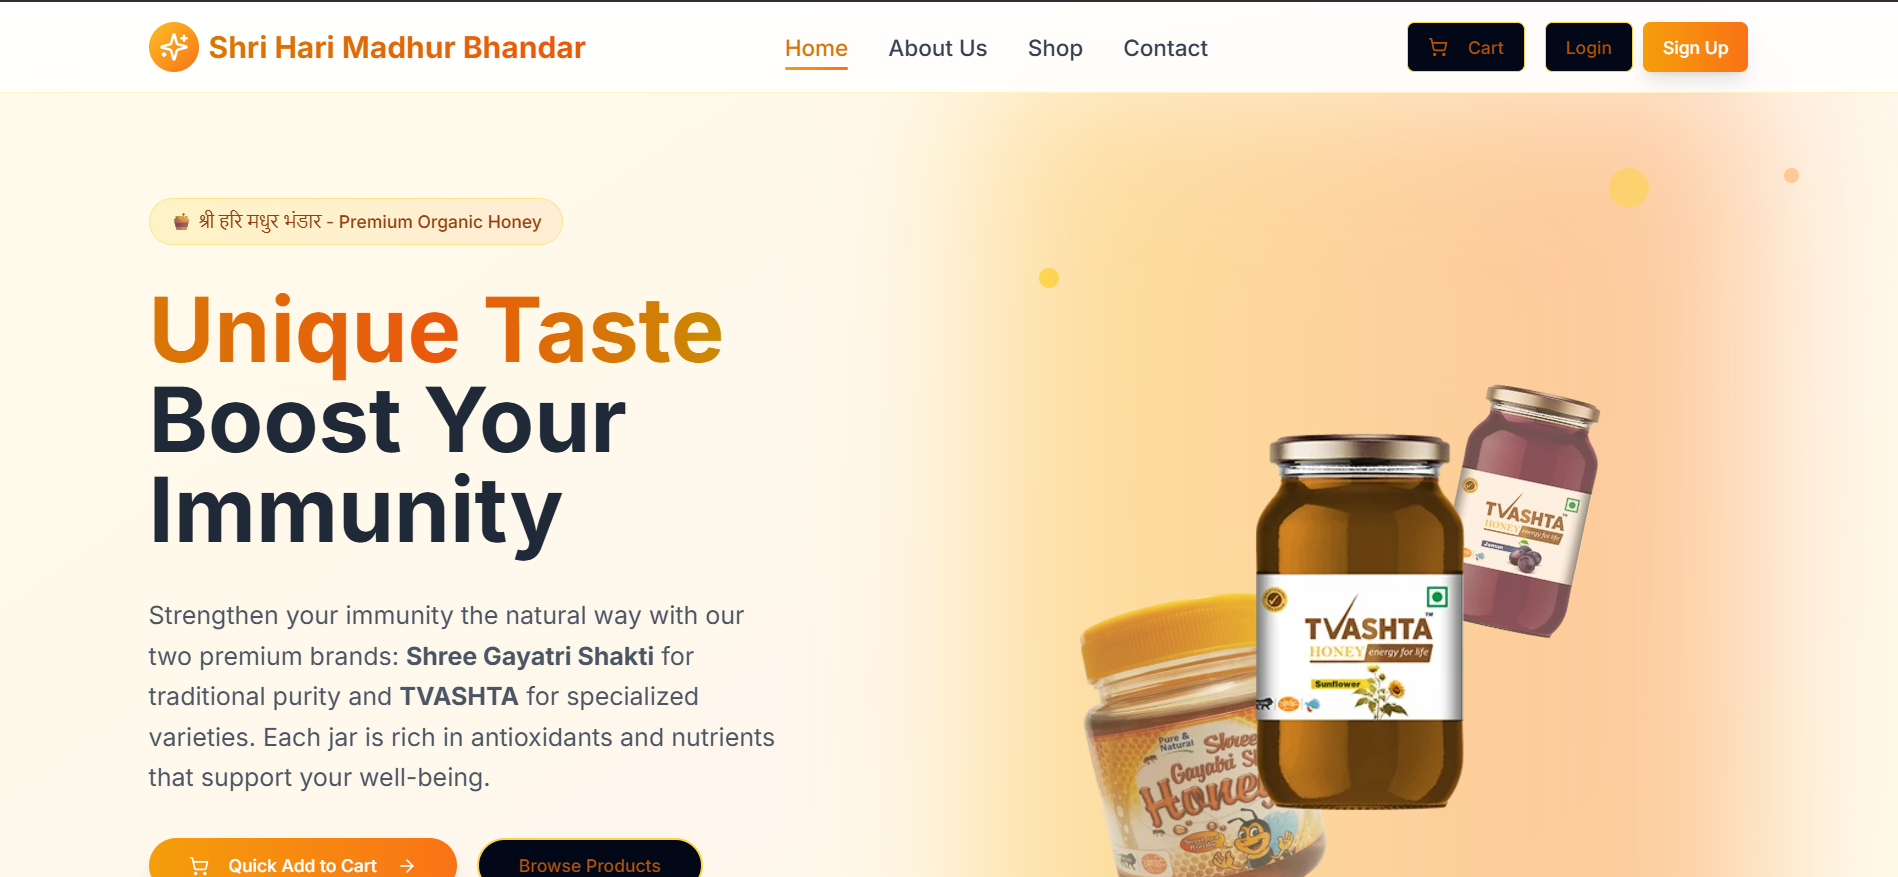 Shri Hari Madhur Bhandar
Home
About Us
Shop
Contact
Cart
Login
Sign Up
श्री हरि मधुर भंडार - Premium Organic Honey
Unique Taste
Boost Your
Immunity
Strengthen your immunity the natural way with our
two premium brands: Shree Gayatri Shakti for
traditional purity and TVASHTA for specialized
varieties. Each jar is rich in antioxidants and nutrients
that support your well-being.
Quick Add to Cart
Browse Products
TVASHTA
HONEY energy for life
Jamun
TVASHTA™
HONEY energy for life
Sunflower
Pure &
Natural
Shree
Gayatri
Honey